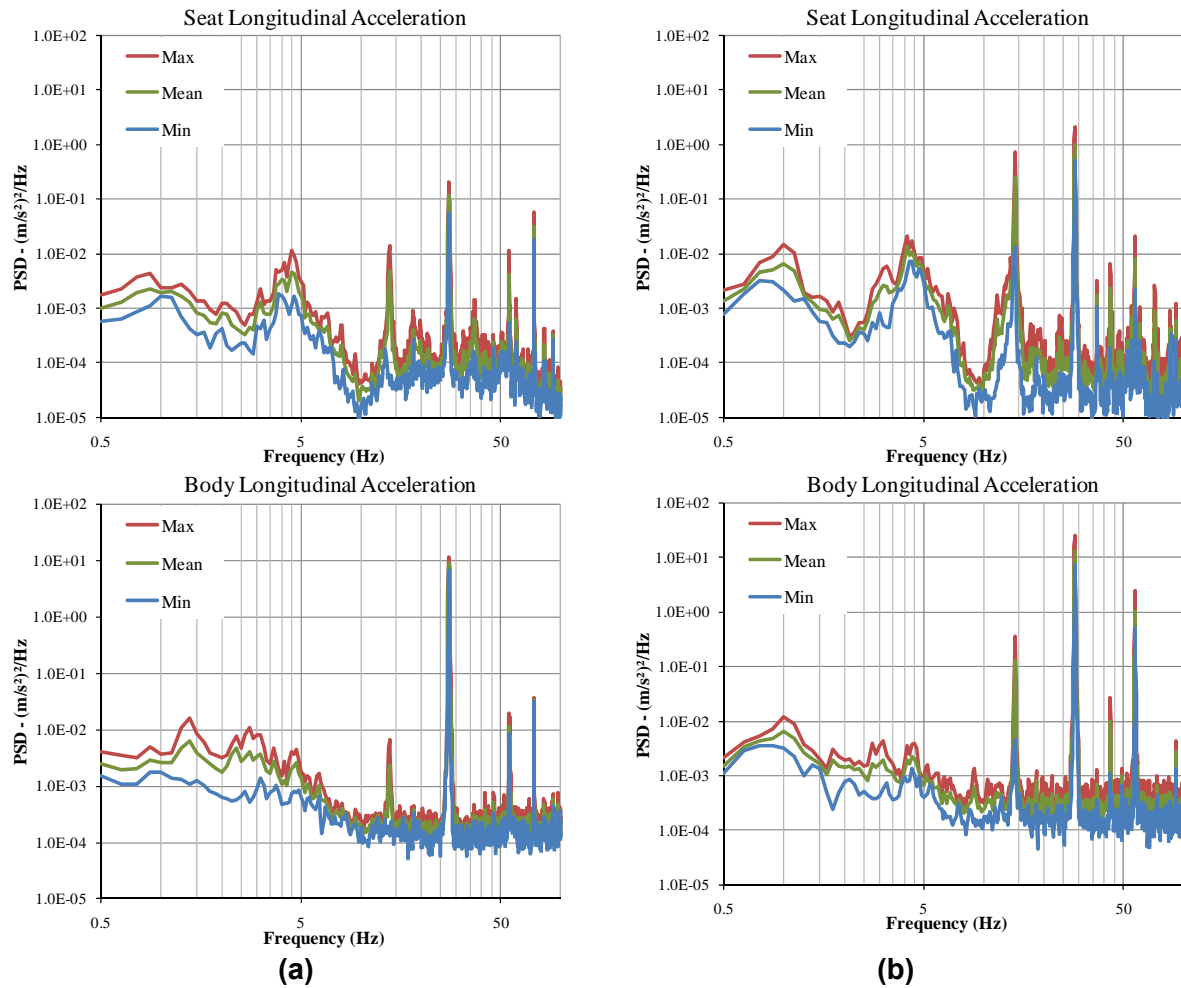 Seat Longitudinal Acceleration
1.0E+02
1.0E+01
1.0E+00
1.0E-01
1.0E-02
1.0E-03
1.0E-04
1.0E-05
PSD - (m/s²)²/Hz
Max
Mean
Min
0.5
5
50
Frequency (Hz)
Seat Longitudinal Acceleration
1.0E+02
1.0E+01
1.0E+00
1.0E-01
1.0E-02
1.0E-03
1.0E-04
1.0E-05
PSD - (m/s²)²/Hz
Max
Mean
Min
0.5
5
50
Frequency (Hz)
Body Longitudinal Acceleration
1.0E+02
1.0E+01
1.0E+00
1.0E-01
1.0E-02
1.0E-03
1.0E-04
1.0E-05
PSD - (m/s²)²/Hz
Max
Mean
Min
0.5
5
50
Frequency (Hz)
Body Longitudinal Acceleration
1.0E+02
1.0E+01
1.0E+00
1.0E-01
1.0E-02
1.0E-03
1.0E-04
1.0E-05
PSD - (m/s²)²/Hz
Max
Mean
Min
0.5
5
50
Frequency (Hz)
(a)
(b)